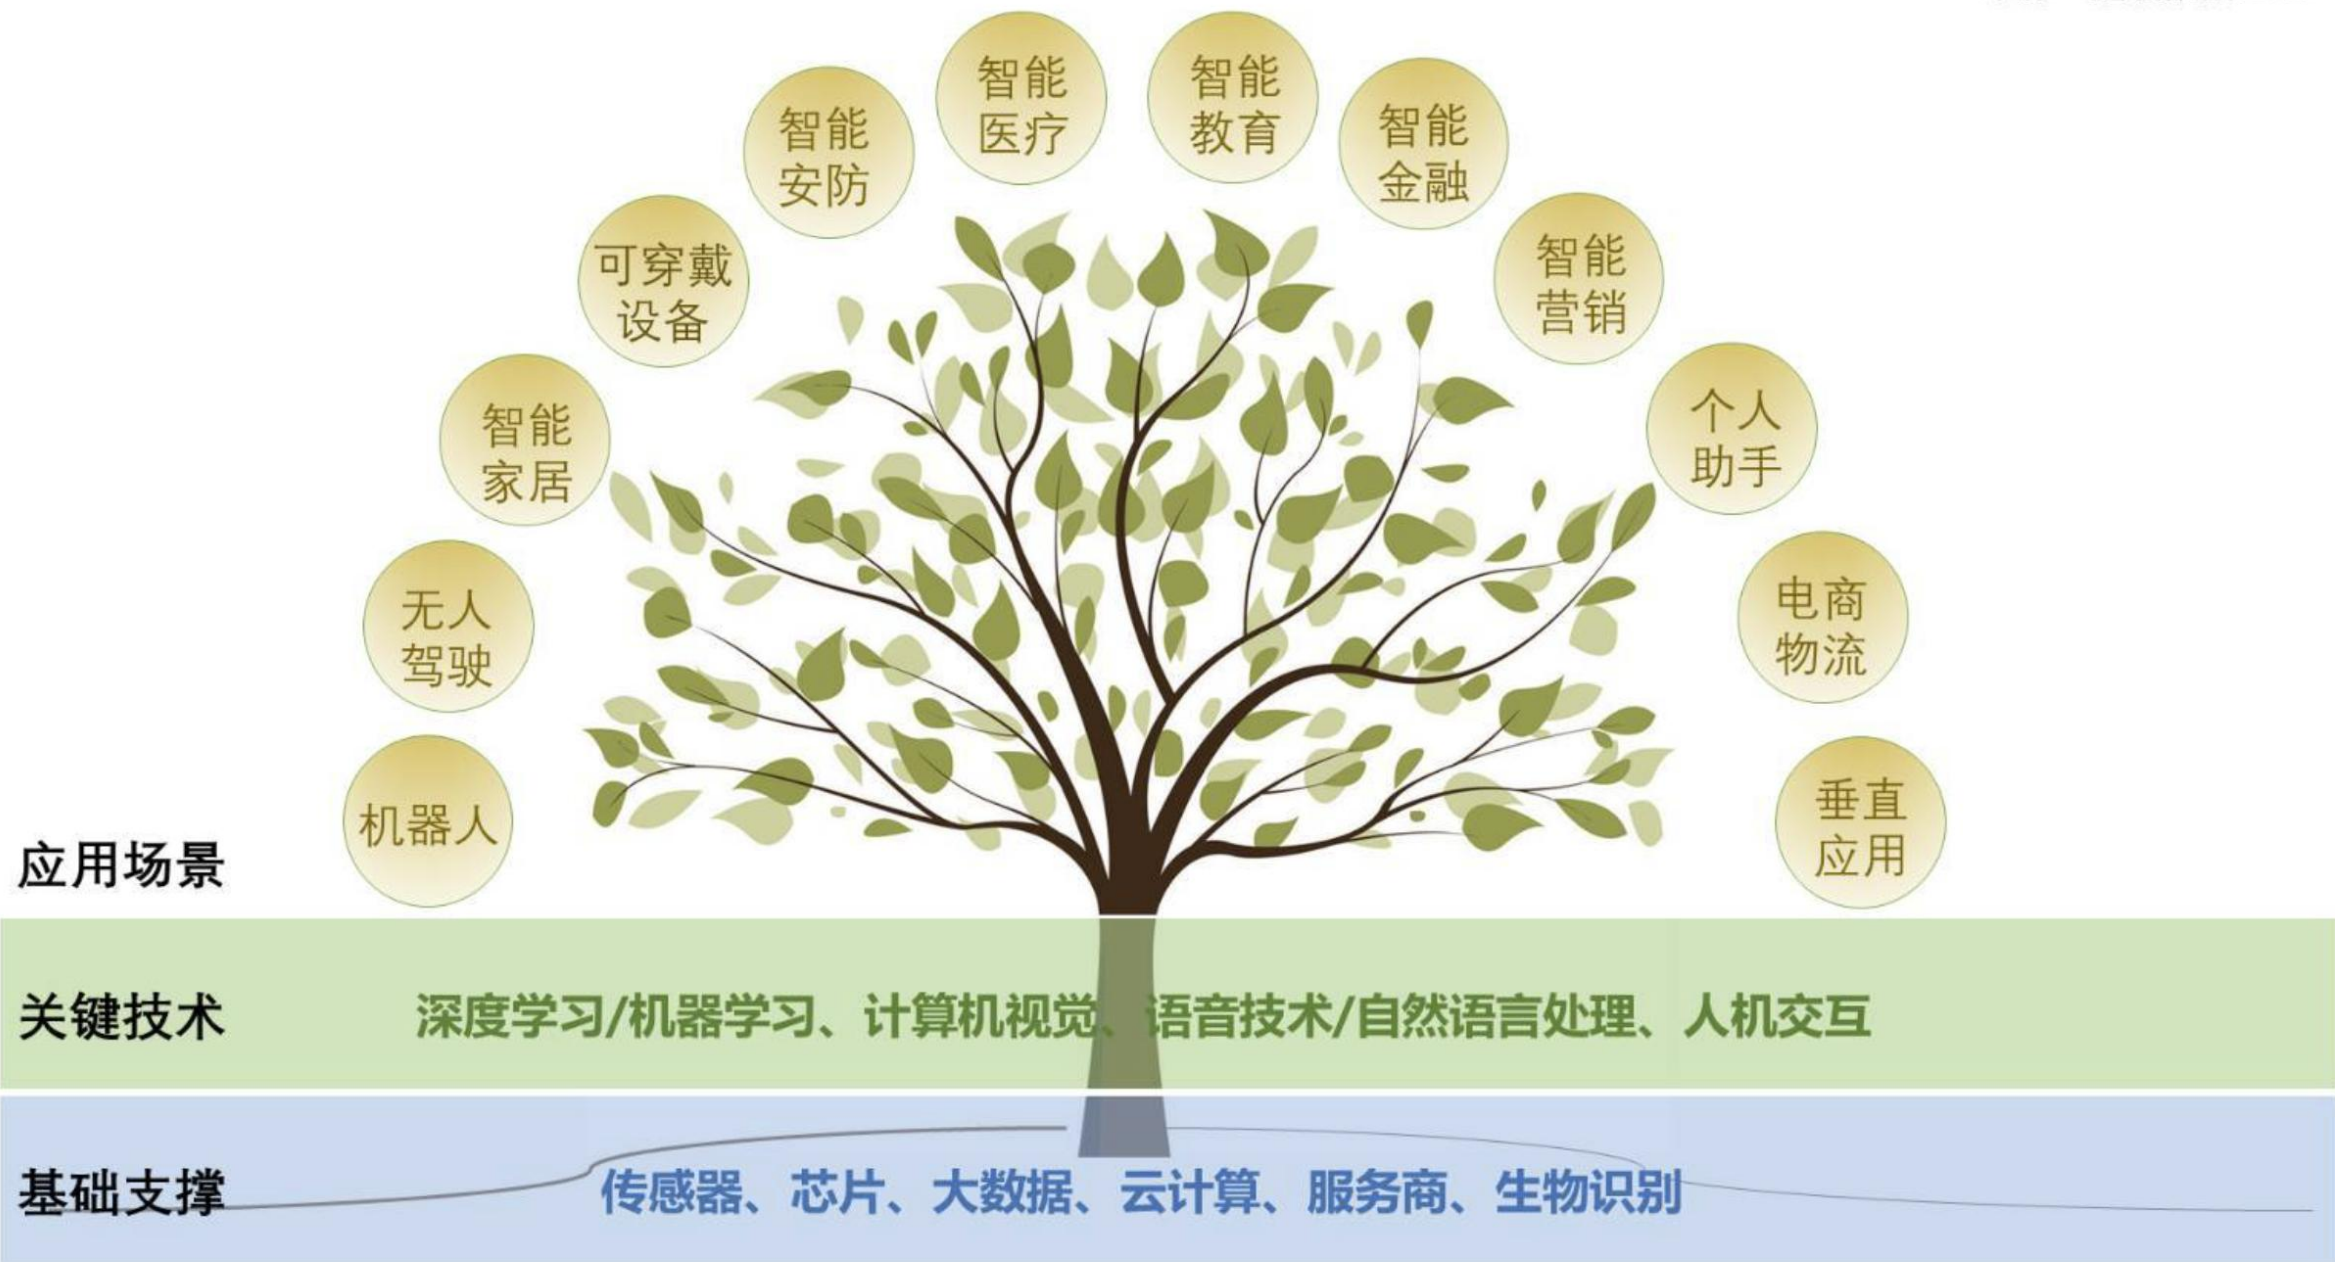 智能
医疗
智能
教育
智能
安防
智能
金融
可穿戴
设备
智能
营销
智能
家居
个人
助手
无人
驾驶
电商
物流
机器人
垂直
应用
应用场景
关键技术
深度学习/机器学习、计算机视觉、语音技术/自然语言处理、人机交互
基础支撑
传感器、芯片、大数据、云计算、服务商、生物识别